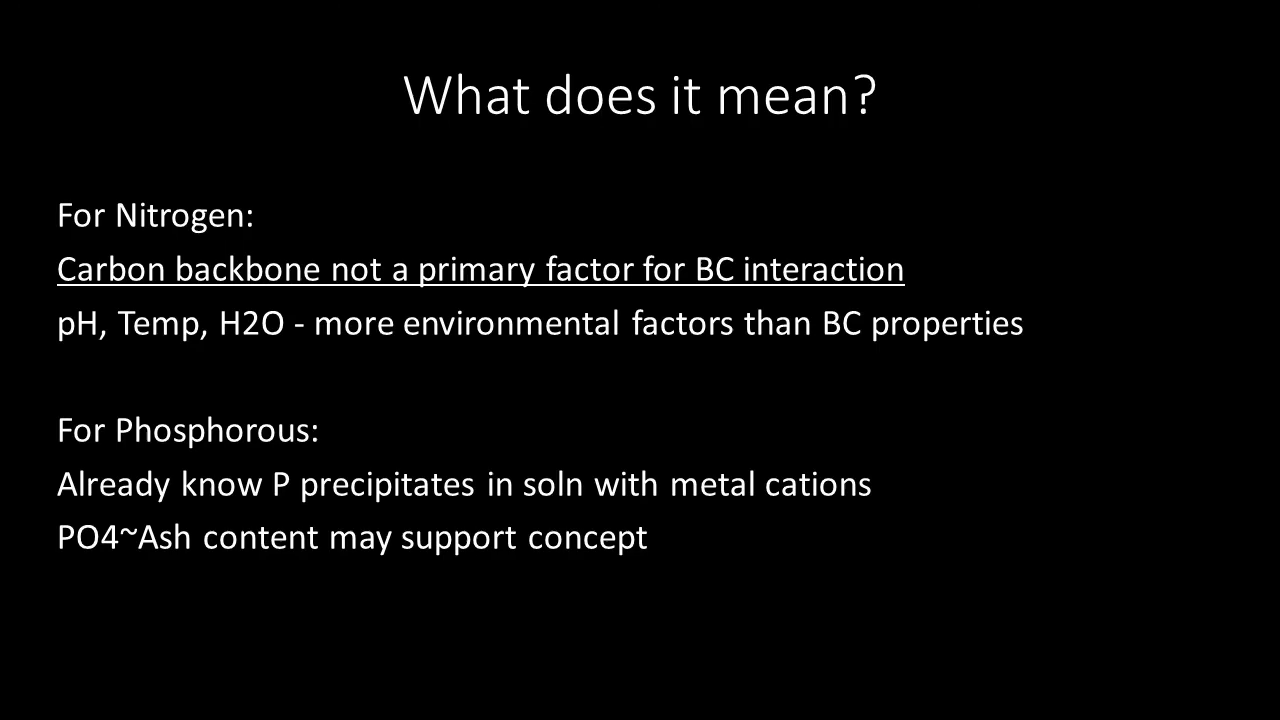 What does it mean?
For Nitrogen:
Carbon backbone not a primary factor for BC interaction
pH, Temp, H2O - more environmental factors than BC properties
For Phosphorous:
Already know P precipitates in soln with metal cations
PO4~Ash content may support concept